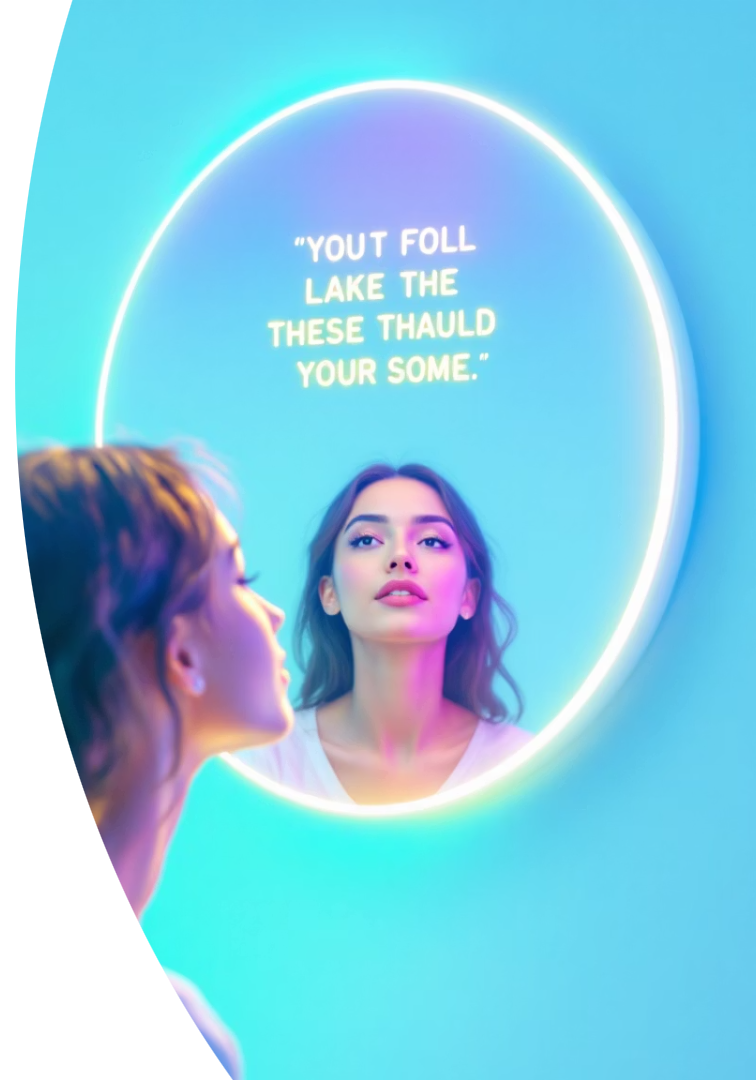 "YOUT FOLL
LAKE THE
THESE THAULD
YOUR SOME."